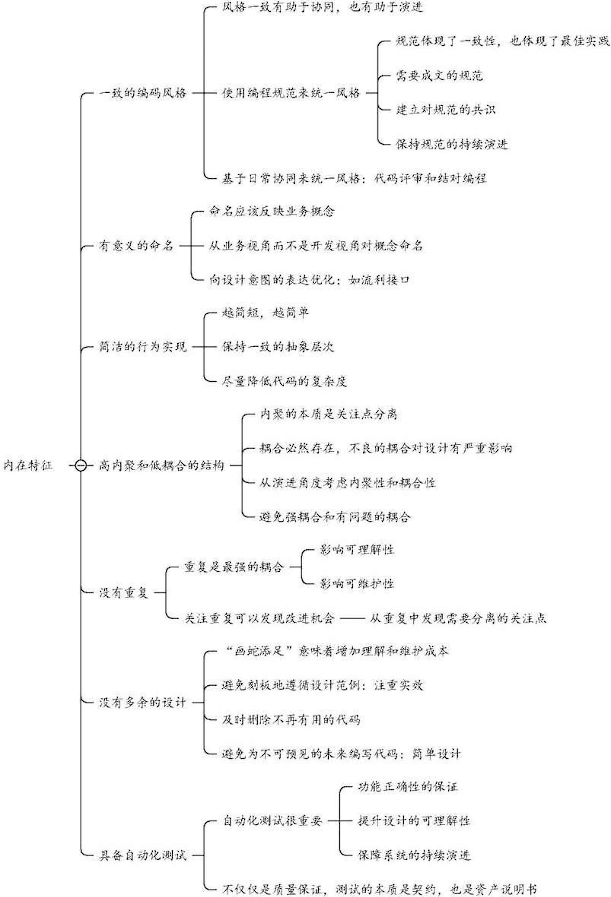 内在特征
一致的编码风格
风格一致有助于协同，也有助于演进
使用编程规范来统一风格
规范体现了一致性，也体现了最佳实践
需要成文的规范
建立对规范的共识
保持规范的持续演进
基于日常协同来统一风格：代码评审和结对编程
有意义的命名
命名应该反映业务概念
从业务视角而不是开发视角对概念命名
向设计意图的表达优化：如流利接口
简洁的行为实现
越简短，越简单
保持一致的抽象层次
尽量降低代码的复杂度
高内聚和低耦合的结构
内聚的本质是关注点分离
耦合必然存在，不良的耦合对设计有严重影响
从演进角度考虑内聚性和耦合性
避免强耦合和有问题的耦合
没有重复
重复是最强的耦合
影响可理解性
影响可维护性
关注重复可以发现改进机会
从重复中发现需要分离的关注点
没有多余的设计
“画蛇添足”意味着增加理解和维护成本
避免刻板地遵循设计范例：注重实效
及时删除不再有用的代码
避免为不可预见的未来编写代码：简单设计
具备自动化测试
自动化测试很重要
功能正确性的保证
提升设计的可理解性
保障系统的持续演进
不仅仅是质量保证，测试的本质是契约，也是资产说明书